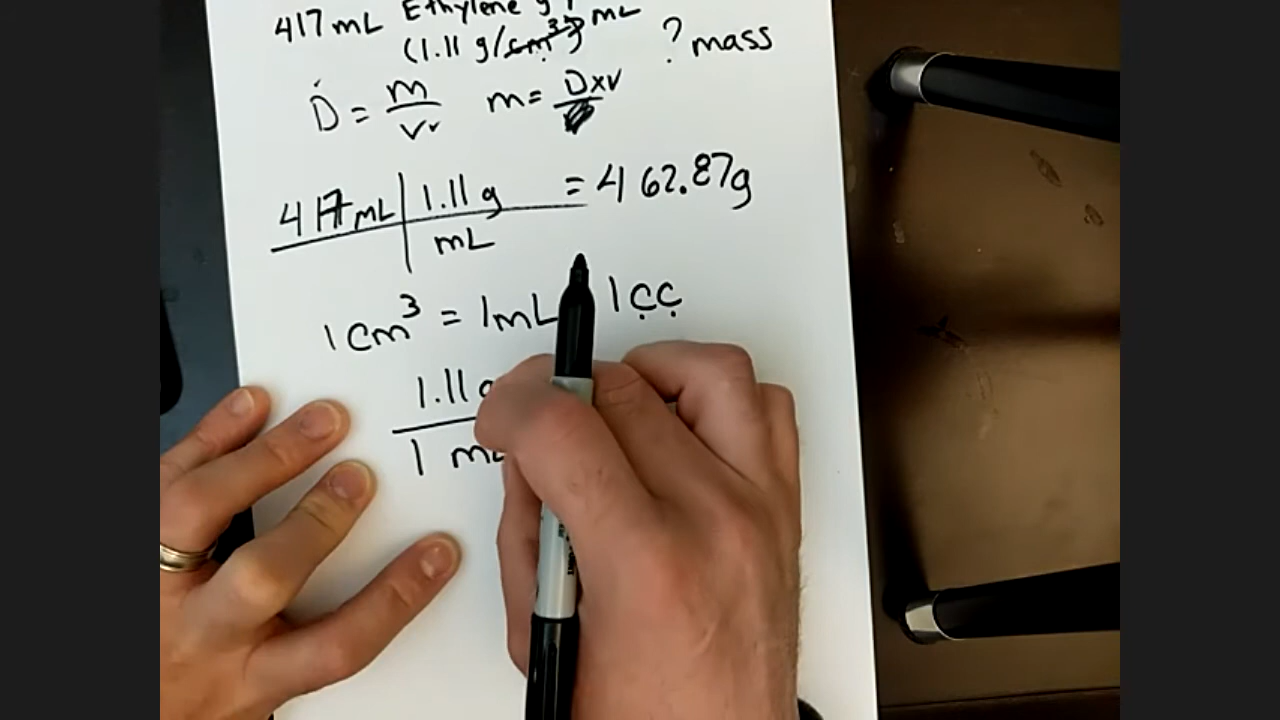 417 mL Ethylene g
(1.11 g/cm³) mL ? mass
D = m/v m = D x v
417 mL | 1.11 g = 462.87g
mL
1 cm³ = 1mL 1 cc
1.11 g
1 mL